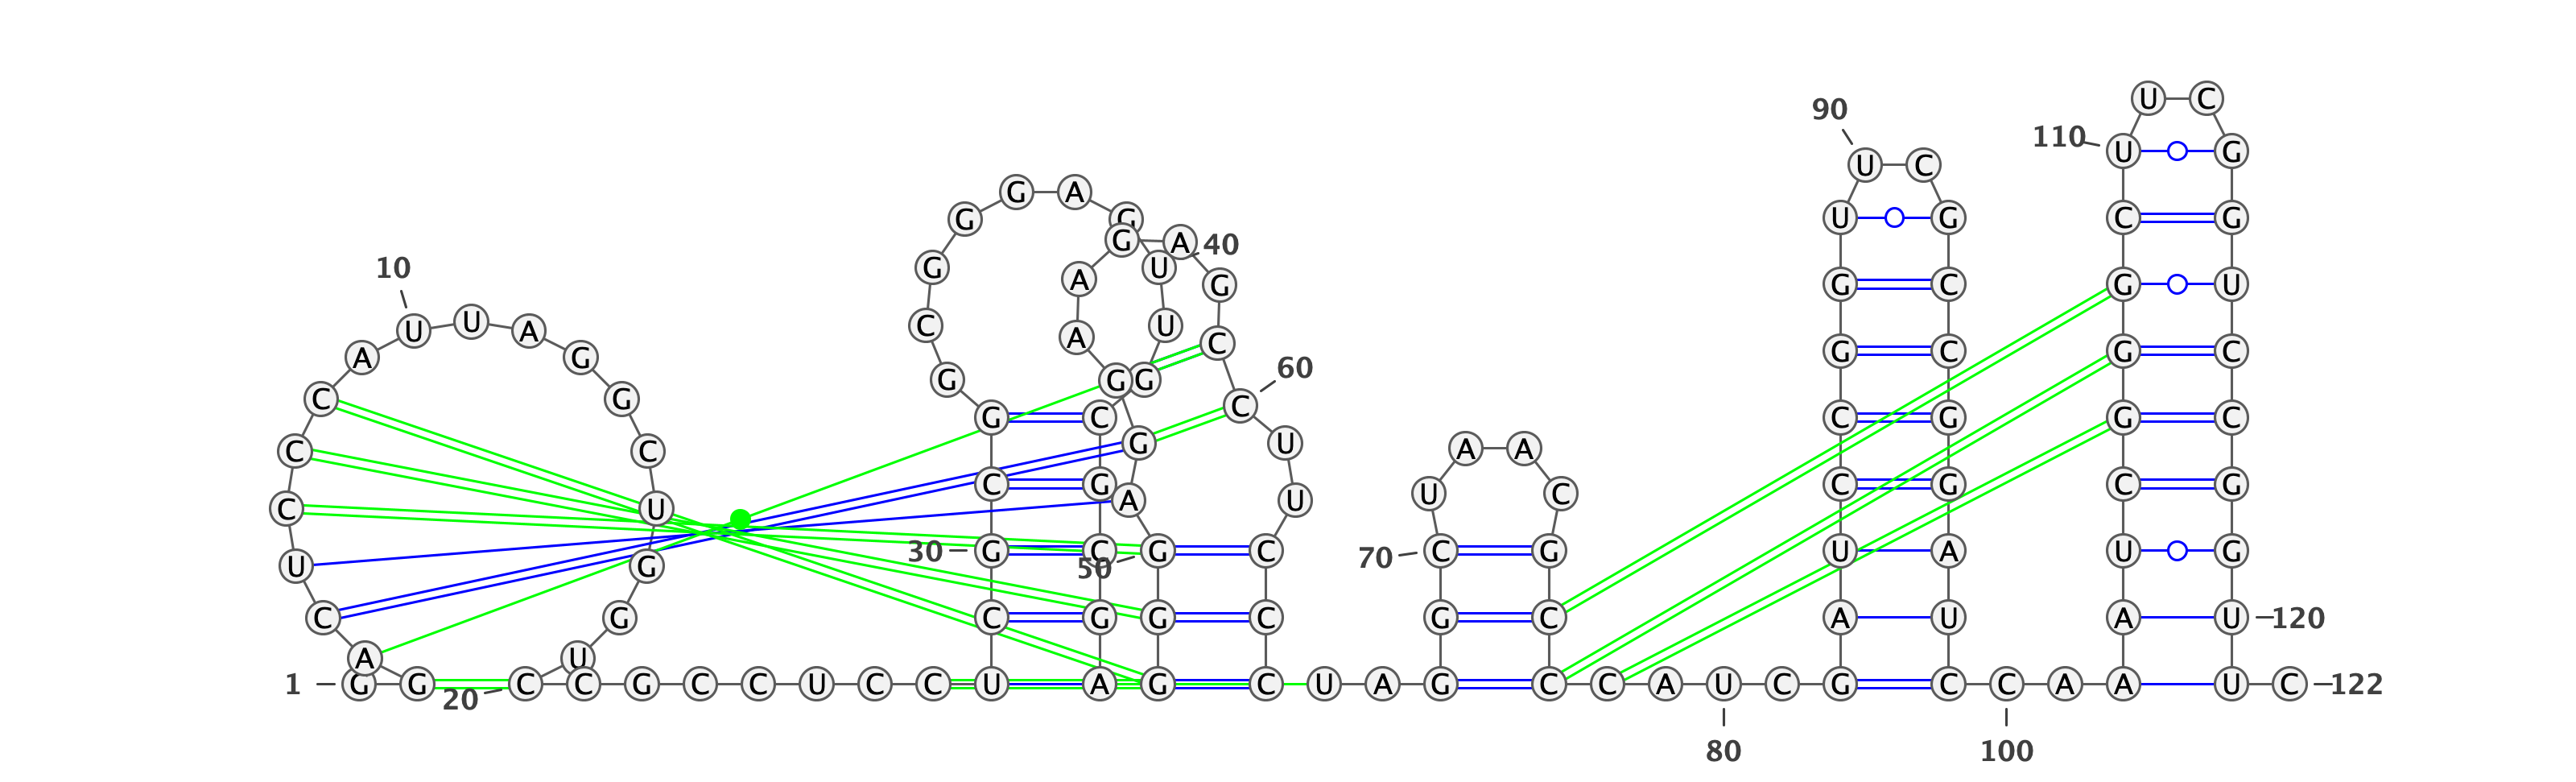 U C
90
110 U G
U C
G A
G G U G C G
G A 40
10 G U
A G G C G U
U U A C U
A C G C G C
A G
60
G G G
C G C
G C C G G C
G U A A
C C
C G C G C G
U C
A U
C U
30 G C G C 70 C G U A U G
U G 50
C G C G G C G C A U A U 120
A U
1 G G C C G C C U C C U A G C U A G C C A U C G C C A A U C 122
20
80 100